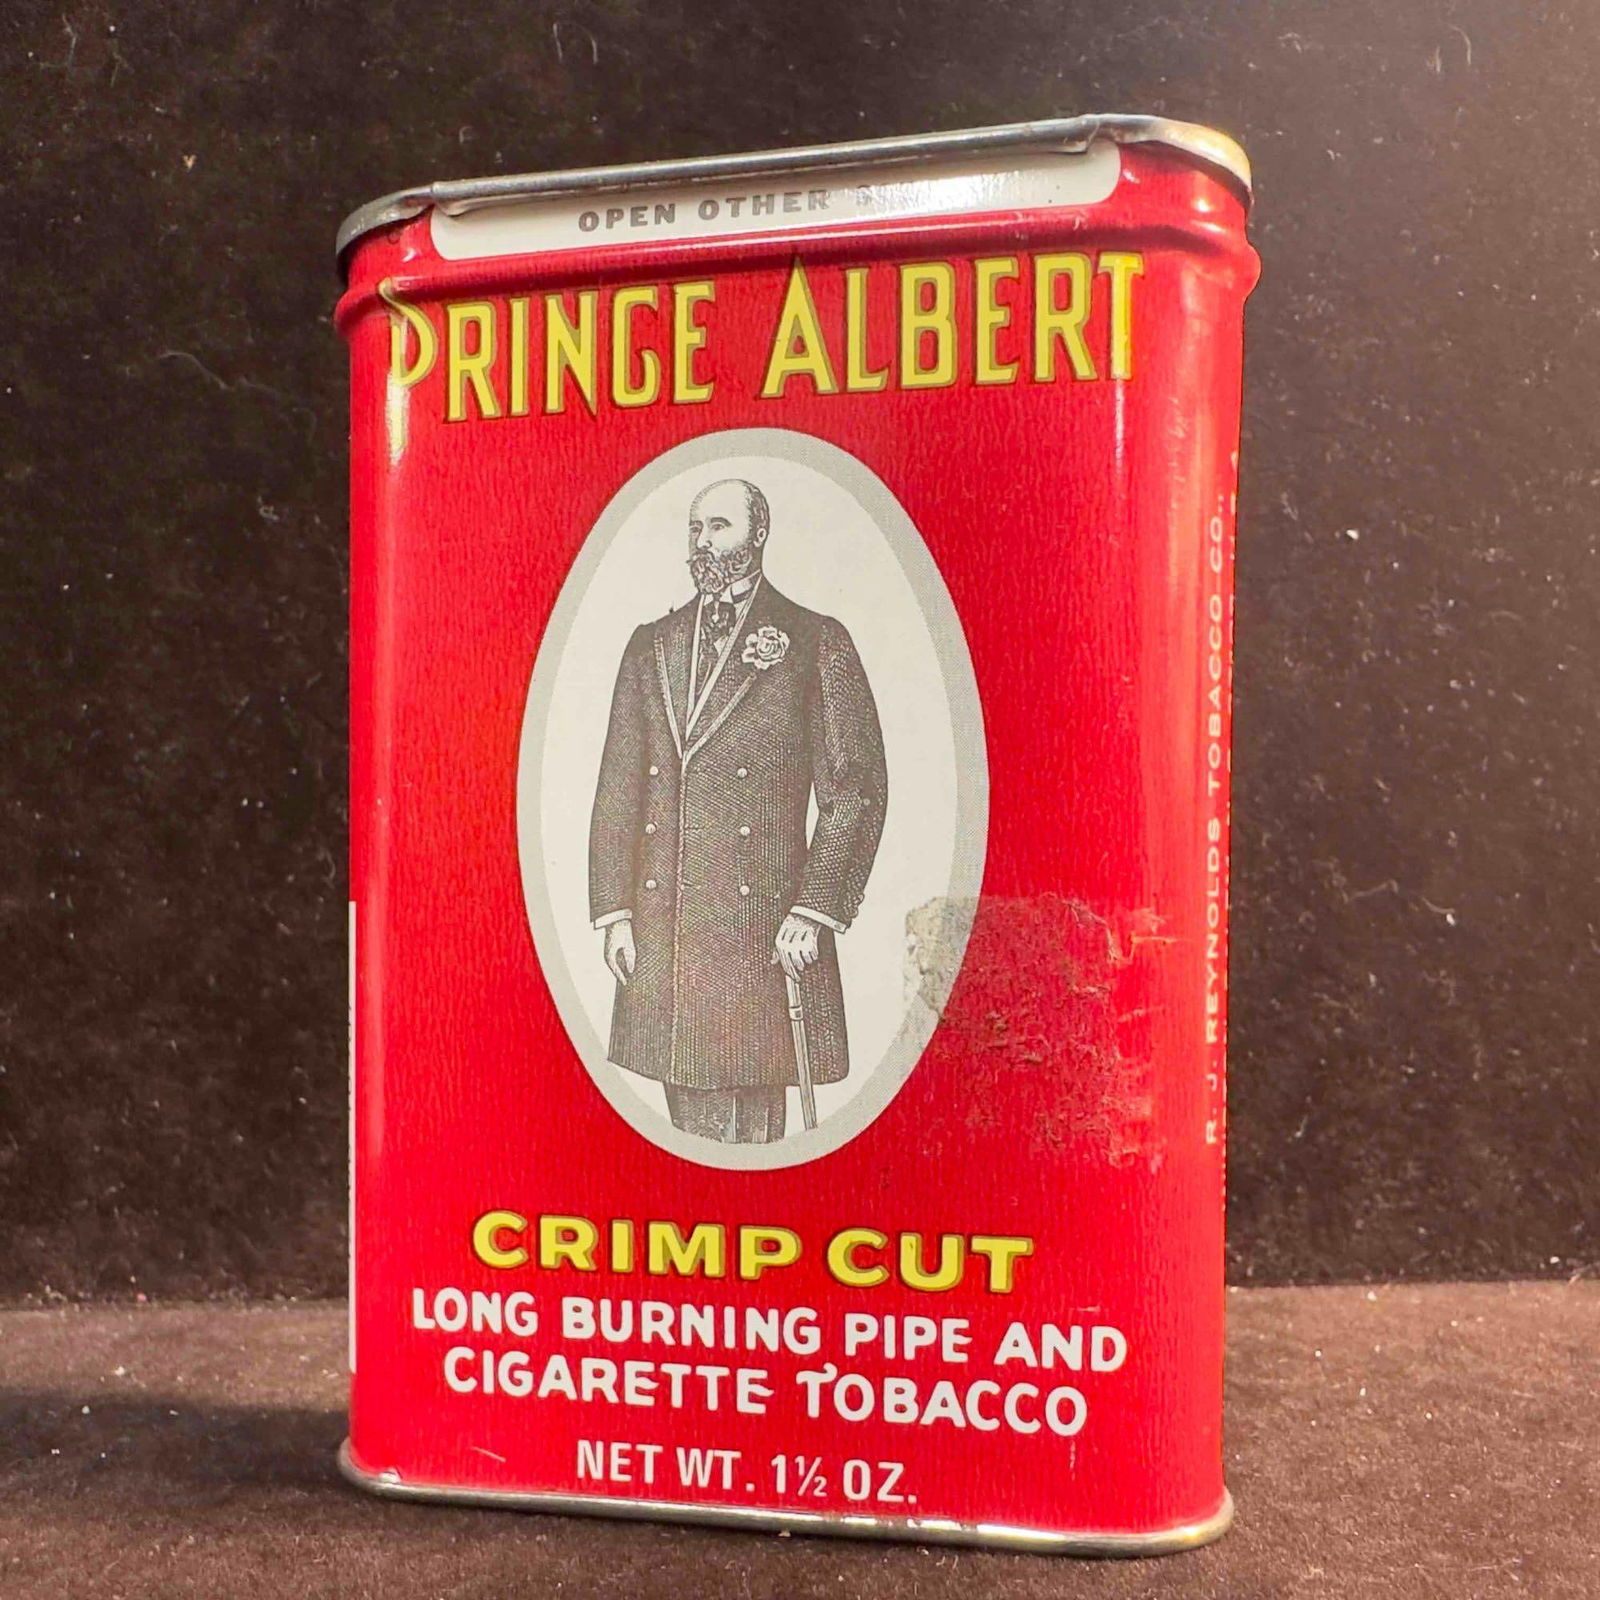 OPEN OTHER
PRINCE ALBERT
CRIMP CUT
LONG BURNING PIPE AND
CIGARETTE TOBACCO
NET WT. 1½ OZ.
R. J. REYNOLDS TOBACCO CO.,